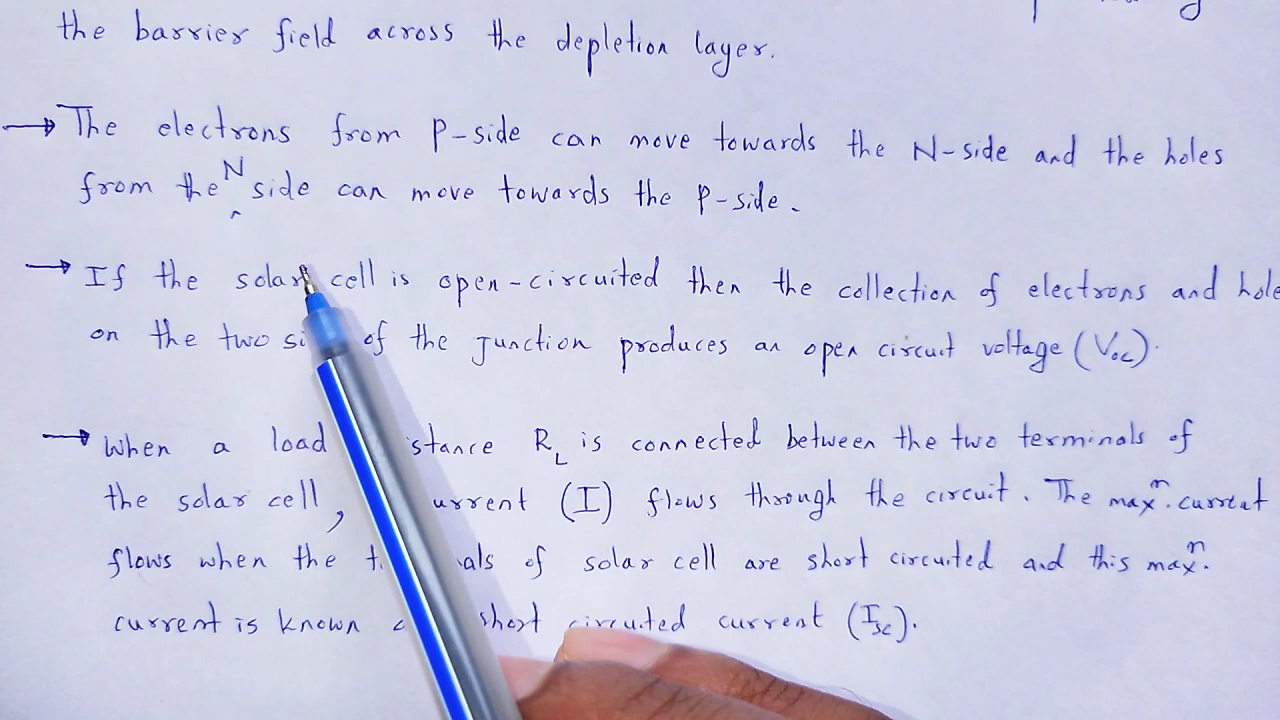 the barrier field across the depletion layer.
→ The electrons from P-side can move towards the N-side and the holes
from the N side can move towards the P-side.
→ If the solar cell is open-circuited then the collection of electrons and hole
on the two si of the junction produces an open circuit voltage (Voc).
→ When a load stance RL is connected between the two terminals of
the solar cell, urrent (I) flows through the circuit. The maxm. current
flows when the t als of solar cell are short circuited and this maxm.
current is known short circuited current (Isc).